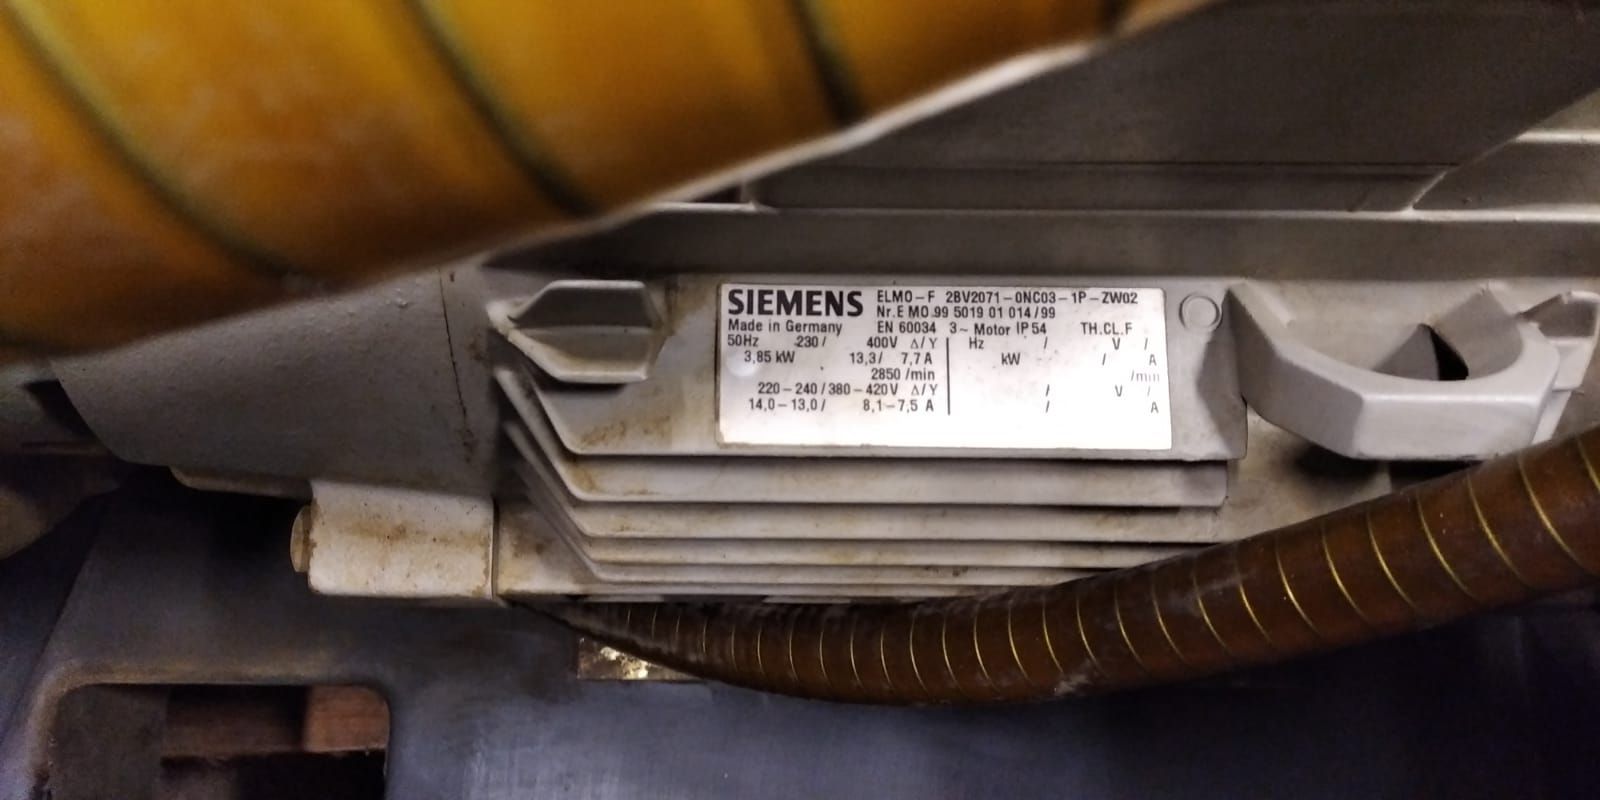 SIEMENS ELMO-F 2BV2071-0NC03-1P-ZW02
Nr.E MO 99 5019 01 014/99
Made in Germany EN 60034 3~ Motor IP54 TH.CL.F
50Hz 230/ 400V Δ/Y Hz / V /
3,85 kW 13,3/ 7,7 A kW / A
2850 /min /min
220-240/380-420V Δ/Y / V /
14,0-13,0/ 8,1-7,5 A / A